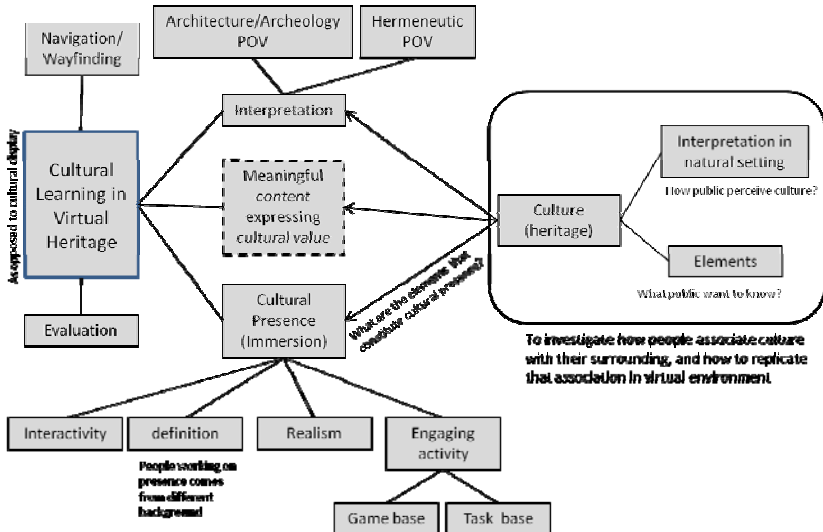 Navigation/
Wayfinding
Architecture/Archeology
POV
Hermeneutic
POV
Interpretation
As opposed to cultural display
Cultural
Learning in
Virtual
Heritage
Meaningful
content
expressing
cultural value
Evaluation
Cultural
Presence
(Immersion)
What are the elements that
constitute cultural presence?
Culture
(heritage)
Interpretation in
natural setting
How public perceive culture?
Elements
What public want to know?
To investigate how people associate culture
with their surrounding, and how to replicate
that association in virtual environment
Interactivity
definition
People working on
presence comes
from different
background
Realism
Engaging
activity
Game base
Task base